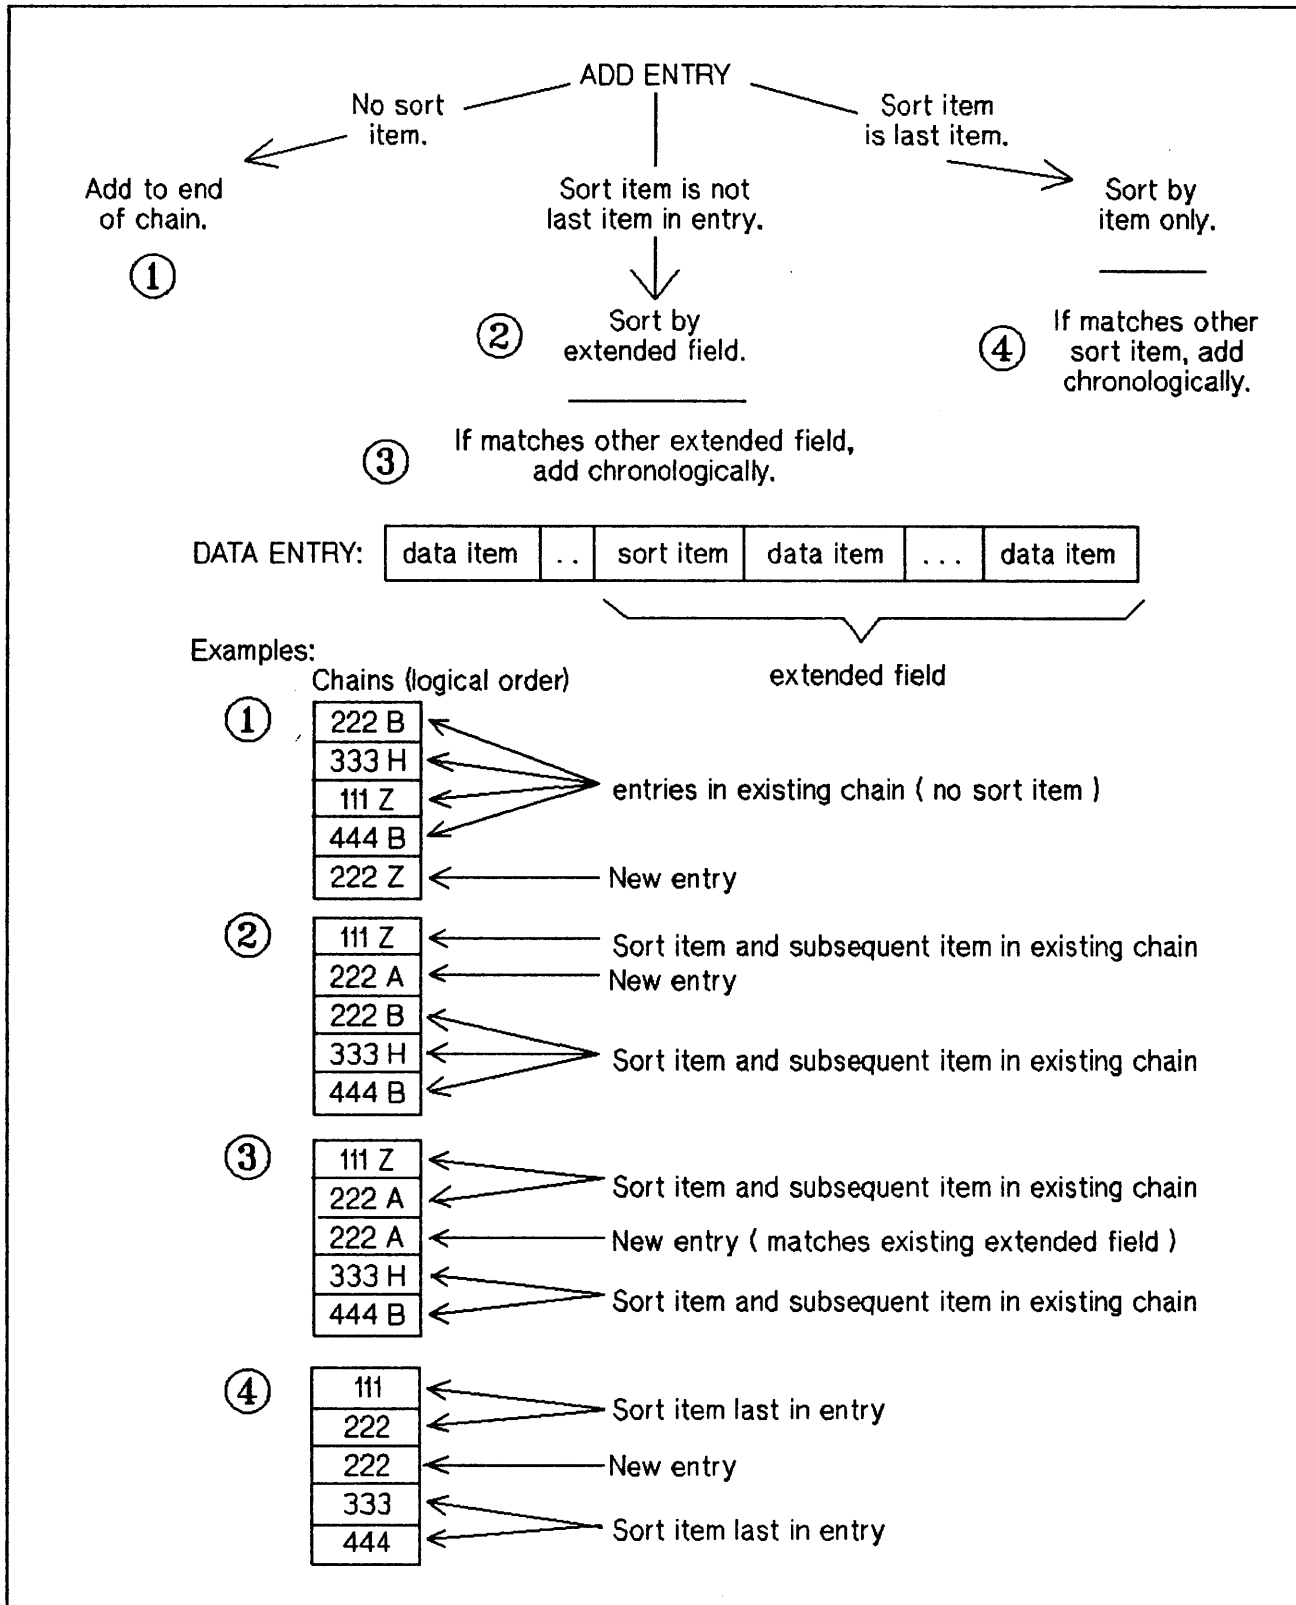 ADD ENTRY
No sort
item.
Sort item
is last item.
Add to end
of chain.
①
Sort item is not
last item in entry.
Sort by
item only.
②
Sort by
extended field.
④
If matches other
sort item, add
chronologically.
③
If matches other extended field,
add chronologically.
DATA ENTRY: data item .. sort item data item ... data item
extended field
Examples:
Chains (logical order)
①
222 B
333 H
111 Z
444 B
222 Z
entries in existing chain ( no sort item )
New entry
②
111 Z
222 A
222 B
333 H
444 B
Sort item and subsequent item in existing chain
New entry
Sort item and subsequent item in existing chain
③
111 Z
222 A
222 A
333 H
444 B
Sort item and subsequent item in existing chain
New entry ( matches existing extended field )
Sort item and subsequent item in existing chain
④
111
222
222
333
444
Sort item last in entry
New entry
Sort item last in entry